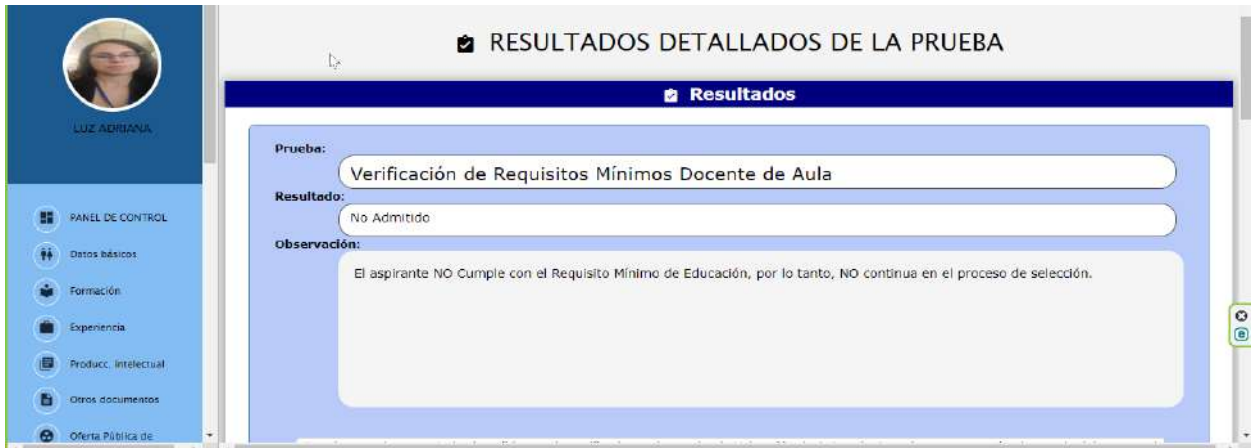 RESULTADOS DETALLADOS DE LA PRUEBA
Resultados
LUZ ADRIANA
PANEL DE CONTROL
Datos básicos
Formación
Experiencia
Producc. intelectual
Otros documentos
Oferta Pública de
Prueba:
Verificación de Requisitos Mínimos Docente de Aula
Resultado:
No Admitido
Observación:
El aspirante NO Cumple con el Requisito Mínimo de Educación, por lo tanto, NO continua en el proceso de selección.